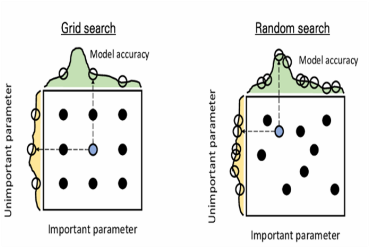 Grid search
Model accuracy
Unimportant parameter
Important parameter
Random search
Model accuracy
Unimportant parameter
Important parameter